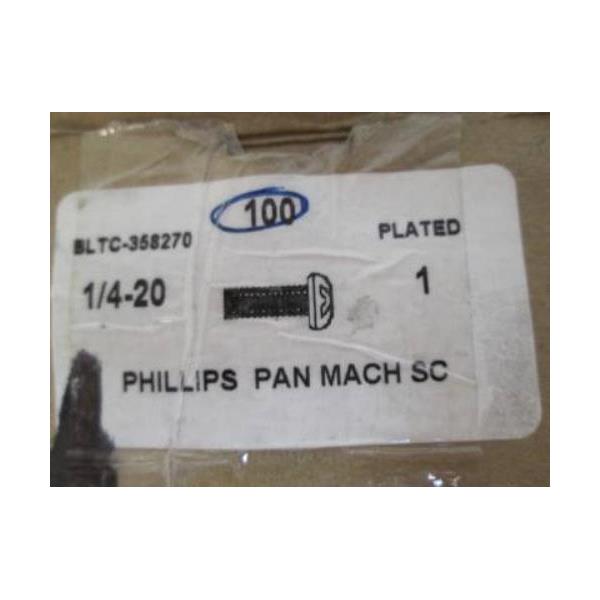 100
BLTC-358270 PLATED
1/4-20 1
PHILLIPS PAN MACH SC